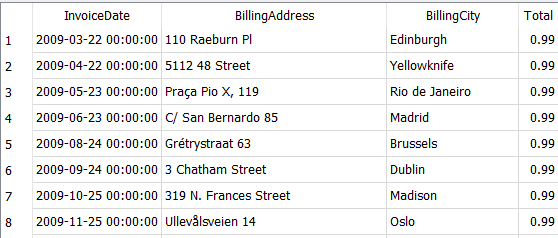 InvoiceDate BillingAddress BillingCity Total
1 2009-03-22 00:00:00 110 Raeburn Pl Edinburgh 0.99
2 2009-04-22 00:00:00 5112 48 Street Yellowknife 0.99
3 2009-05-23 00:00:00 Praça Pio X, 119 Rio de Janeiro 0.99
4 2009-06-23 00:00:00 C/ San Bernardo 85 Madrid 0.99
5 2009-08-24 00:00:00 Grétrystraat 63 Brussels 0.99
6 2009-09-24 00:00:00 3 Chatham Street Dublin 0.99
7 2009-10-25 00:00:00 319 N. Frances Street Madison 0.99
8 2009-11-25 00:00:00 Ullevålsveien 14 Oslo 0.99